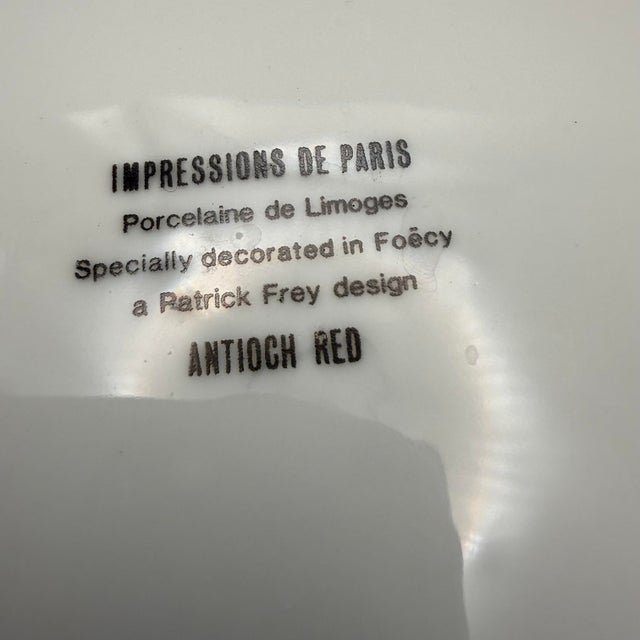 IMPRESSIONS DE PARIS
Porcelaine de Limoges
Specially decorated in Foëcy
a Patrick Frey design
ANTIOCH RED